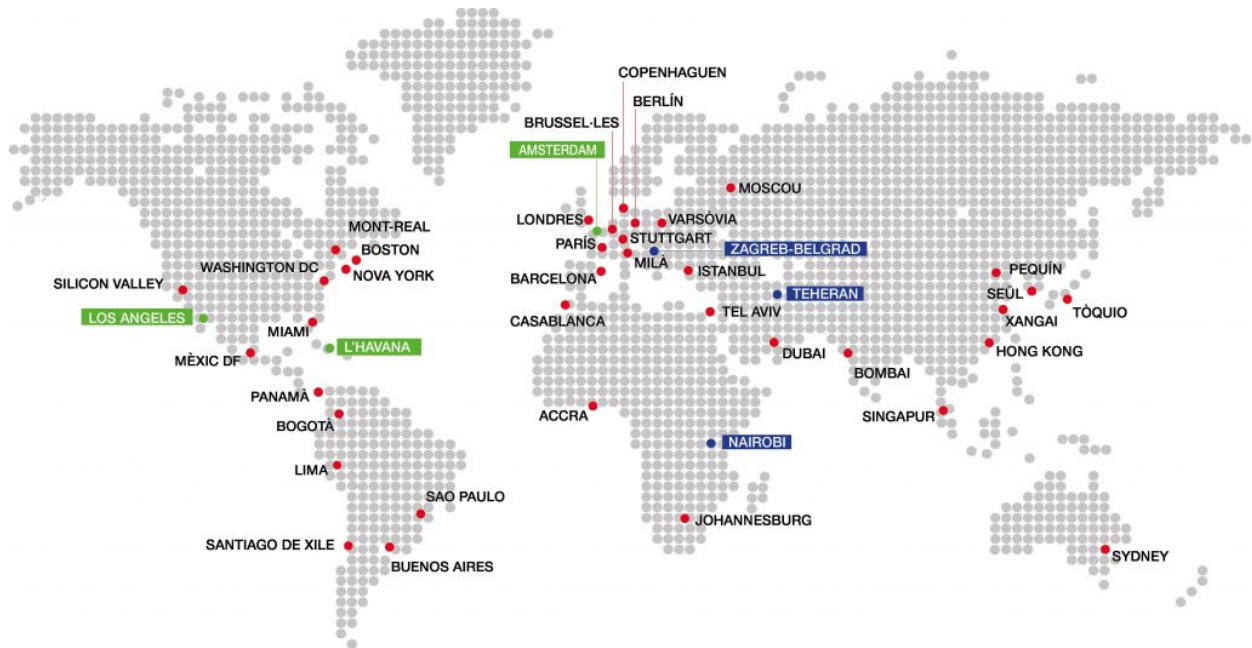 COPENHAGUEN
BERLÍN
BRUSSEL·LES
AMSTERDAM
MOSCOU
LONDRES
VARSÒVIA
MONT-REAL
STUTTGART
PARÍS
ZAGREB-BELGRAD
BOSTON
MILÀ
WASHINGTON DC
NOVA YORK
BARCELONA
ISTANBUL
PEQUÍN
SILICON VALLEY
TEHERAN
SEÜL
LOS ANGELES
CASABLANCA
TEL AVIV
XANGAI
TÒQUIO
MIAMI
L'HAVANA
DUBAI
HONG KONG
MÈXIC DF
BOMBAI
PANAMÀ
ACCRA
SINGAPUR
BOGOTÀ
NAIROBI
LIMA
SAO PAULO
JOHANNESBURG
SANTIAGO DE XILE
BUENOS AIRES
SYDNEY